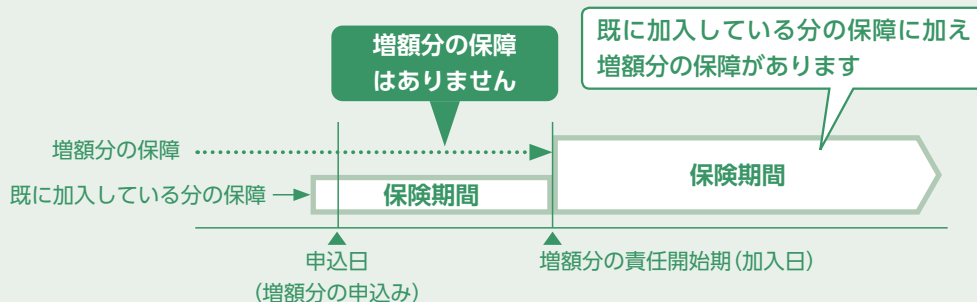 増額分の保障
はありません
既に加入している分の保障に加え
増額分の保障があります
増額分の保障
既に加入している分の保障
保険期間
保険期間
申込日
(増額分の申込み)
増額分の責任開始期(加入日)